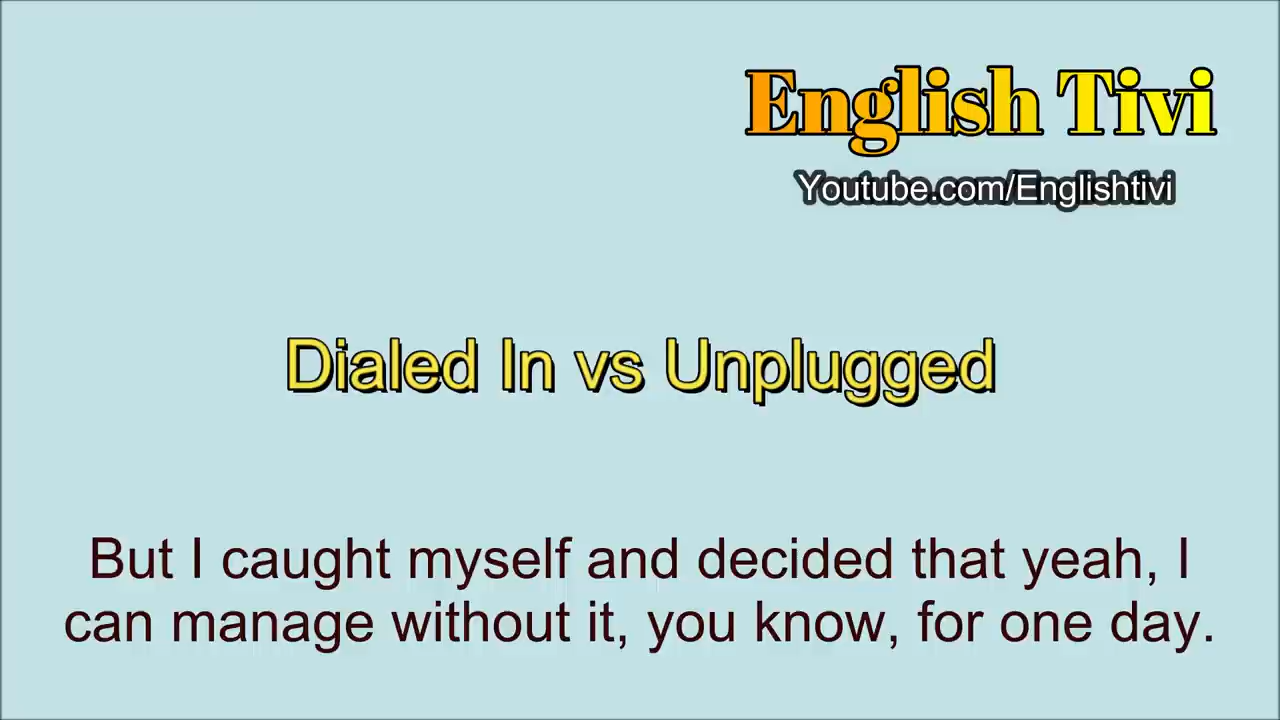 English Tivi
Youtube.com/Englishtivi
Dialed In vs Unplugged
But I caught myself and decided that yeah, I
can manage without it, you know, for one day.